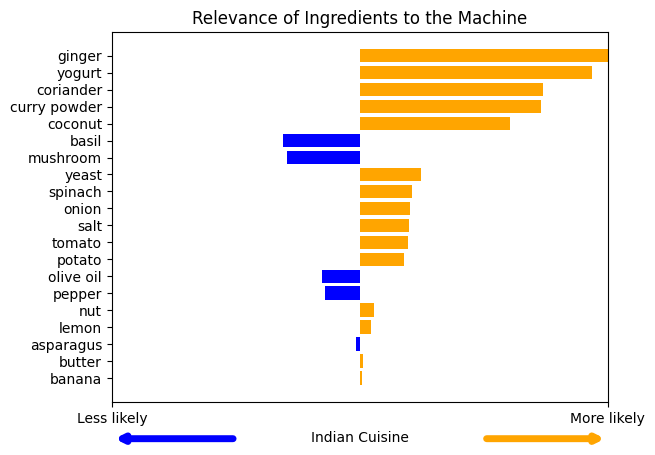 Relevance of Ingredients to the Machine
ginger
yogurt
coriander
curry powder
coconut
basil
mushroom
yeast
spinach
onion
salt
tomato
potato
olive oil
pepper
nut
lemon
asparagus
butter
banana
Less likely
More likely
Indian Cuisine